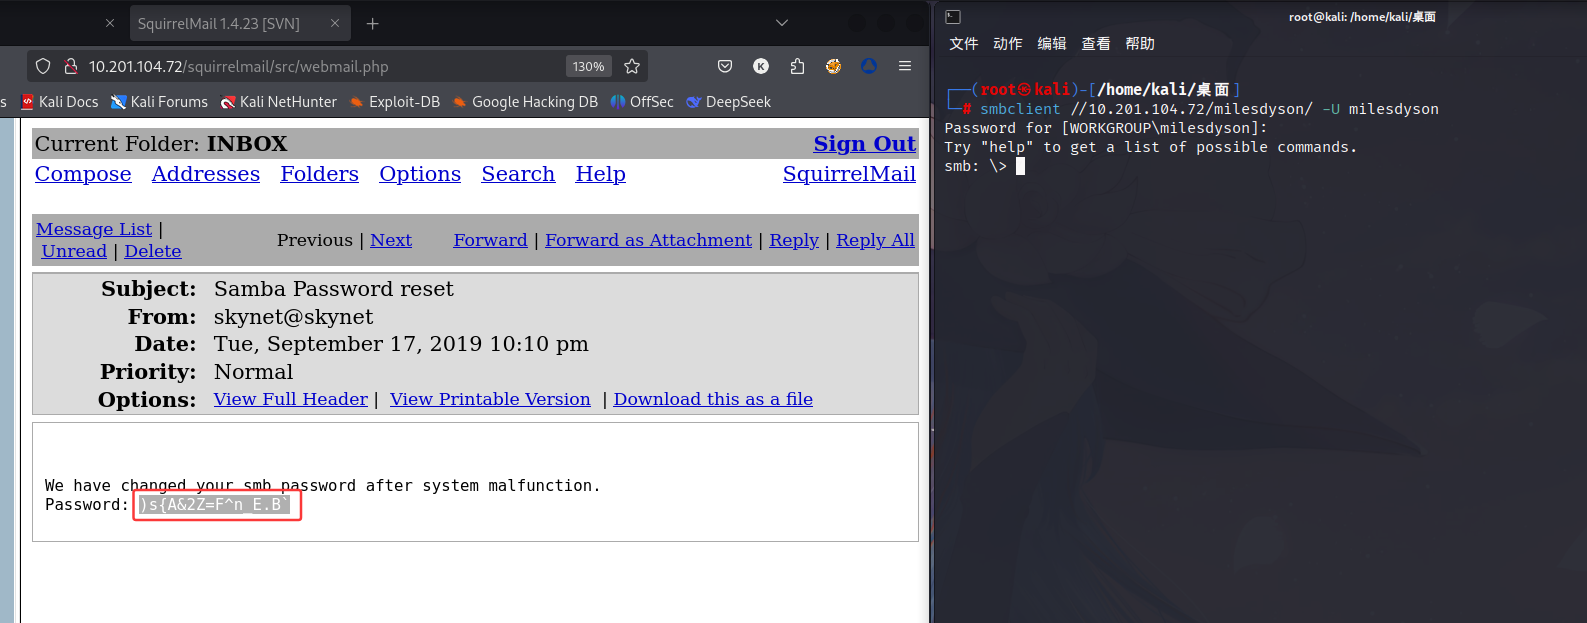 SquirrelMail 1.4.23 [SVN]
10.201.104.72/squirrelmail/src/webmail.php 130%
s Kali Docs Kali Forums Kali NetHunter Exploit-DB Google Hacking DB OffSec DeepSeek
Current Folder: INBOX Sign Out
Compose Addresses Folders Options Search Help SquirrelMail
Message List |
Unread | Delete
Previous | Next Forward | Forward as Attachment | Reply | Reply All
Subject: Samba Password reset
From: skynet@skynet
Date: Tue, September 17, 2019 10:10 pm
Priority: Normal
Options: View Full Header | View Printable Version | Download this as a file
We have changed your smb password after system malfunction.
Password: )s{A&2Z=F^n_E.B`
root@kali: /home/kali/桌面
文件 动作 编辑 查看 帮助
┌──(root㉿kali)-[/home/kali/桌面]
└─# smbclient //10.201.104.72/milesdyson/ -U milesdyson
Password for [WORKGROUP\milesdyson]:
Try "help" to get a list of possible commands.
smb: \>